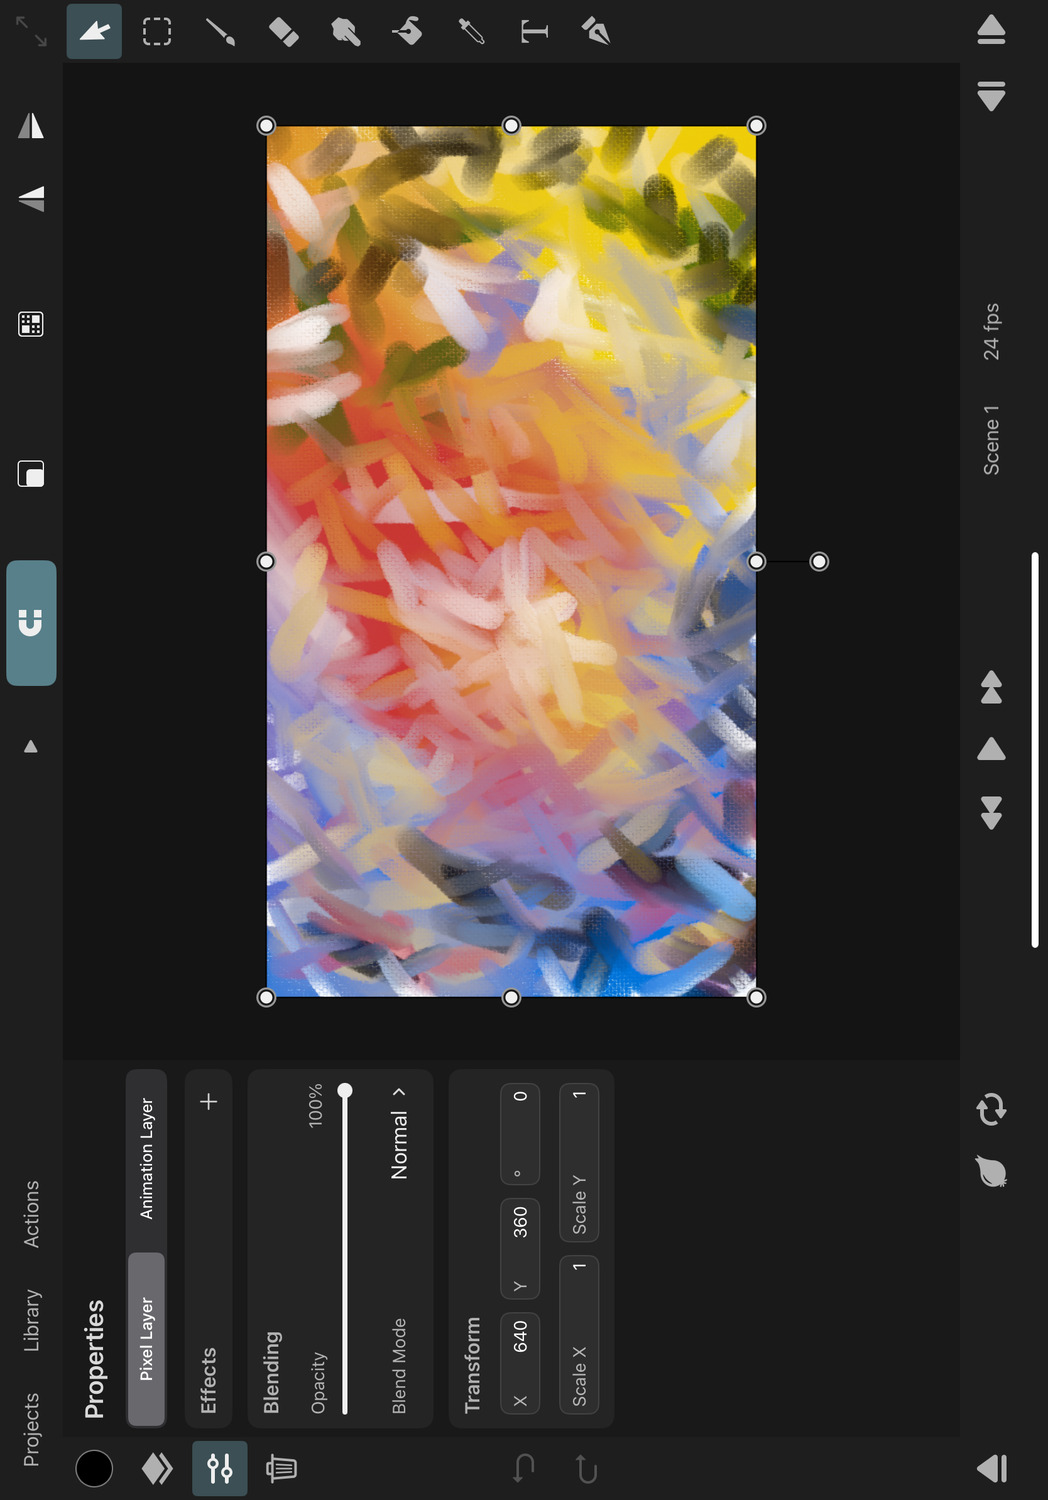 Projects Library Actions
Properties
Pixel Layer Animation Layer
Effects
Blending
Opacity 100%
Blend Mode Normal
Transform
X 640 Y 360 ° 0
Scale X 1 Scale Y 1
T
Scene 1 24 fps